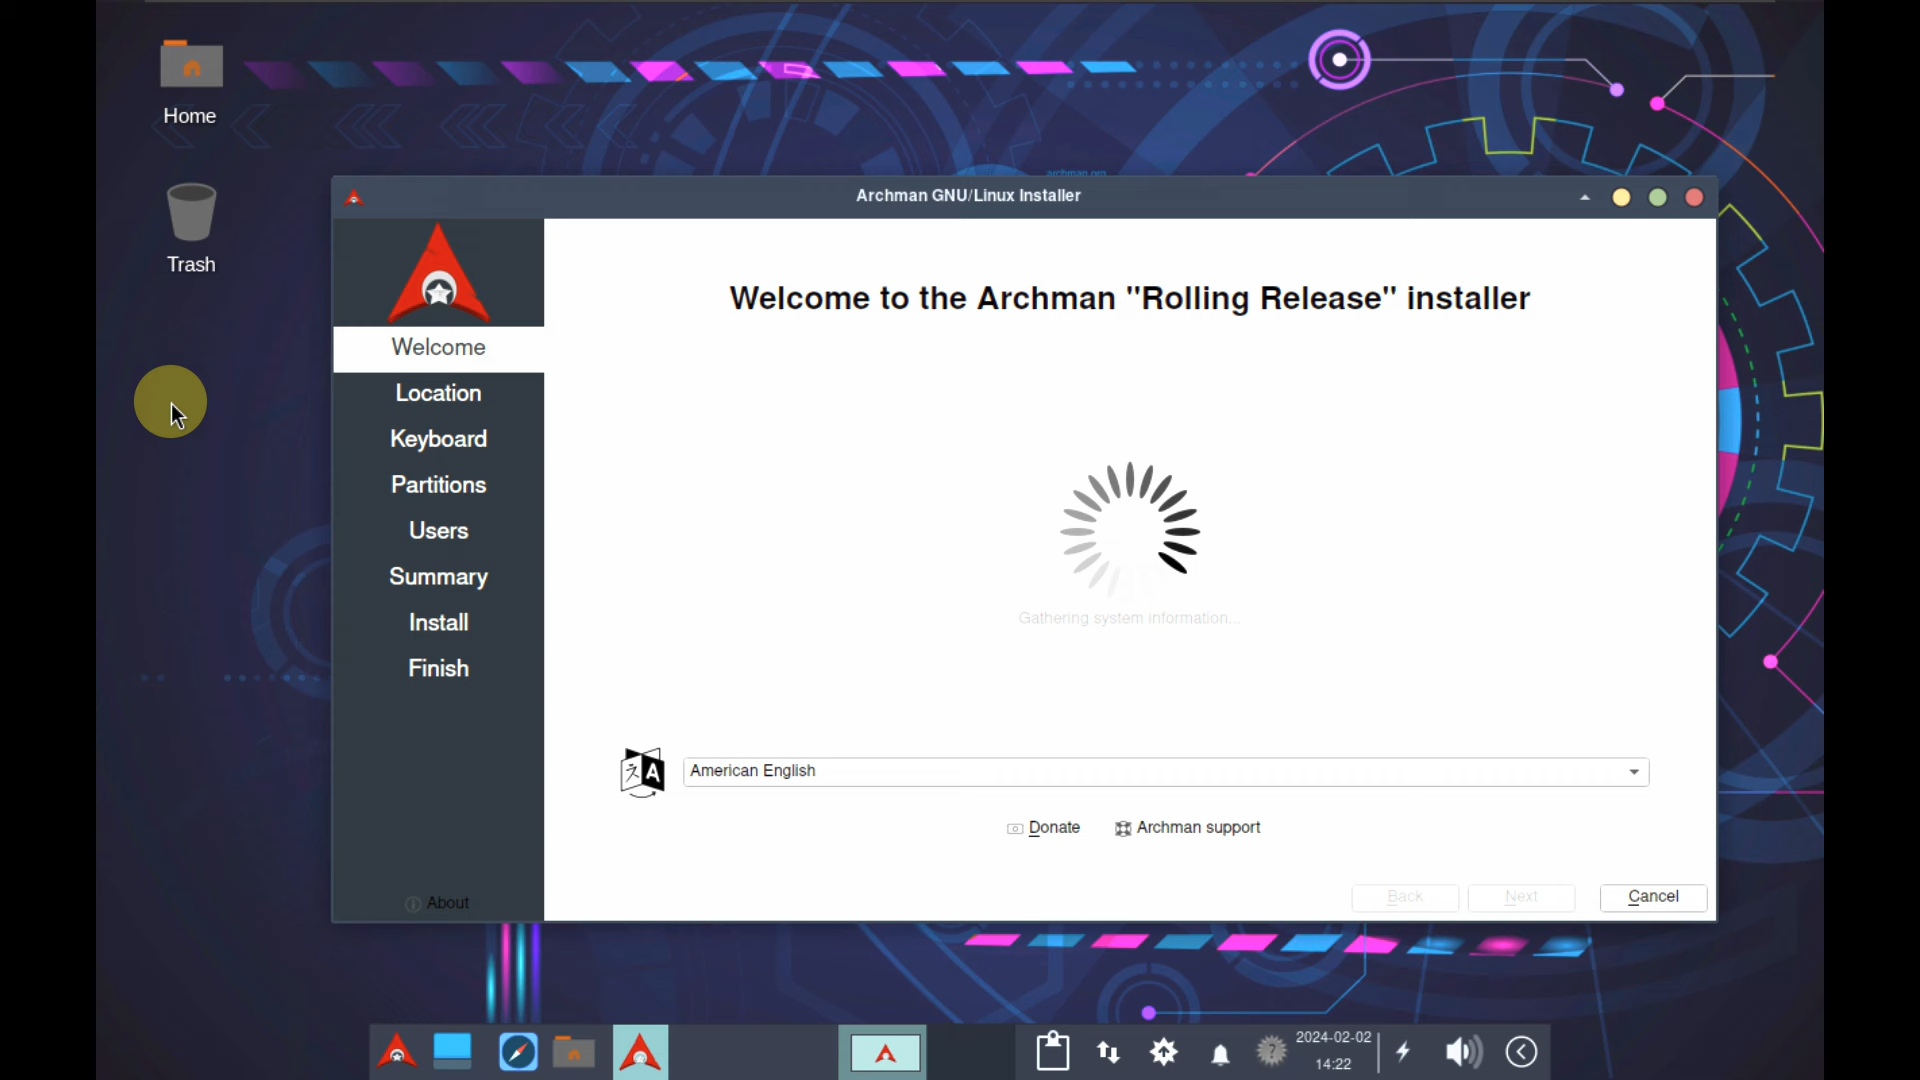 Home
Trash
archman.org
Archman GNU/Linux Installer
Welcome
Location
Keyboard
Partitions
Users
Summary
Install
Finish
About
Welcome to the Archman "Rolling Release" installer
Gathering system information...
American English
Donate
Archman support
Back
Next
Cancel
2024-02-02
14:22